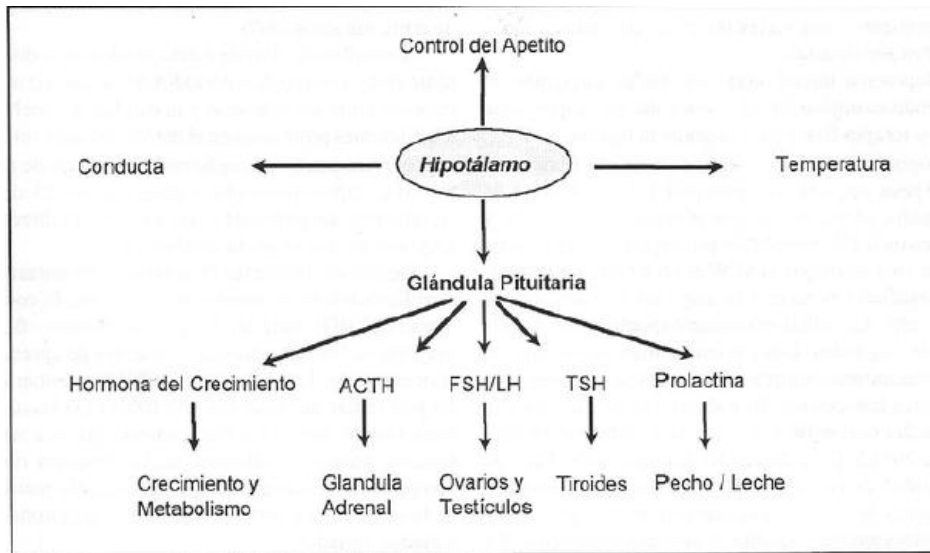 Control del Apetito
Conducta
Hipotálamo
Temperatura
Glándula Pituitaria
Hormona del Crecimiento
ACTH
FSH/LH
TSH
Prolactina
Crecimiento y
Metabolismo
Glandula
Adrenal
Ovarios y
Testículos
Tiroides
Pecho / Leche